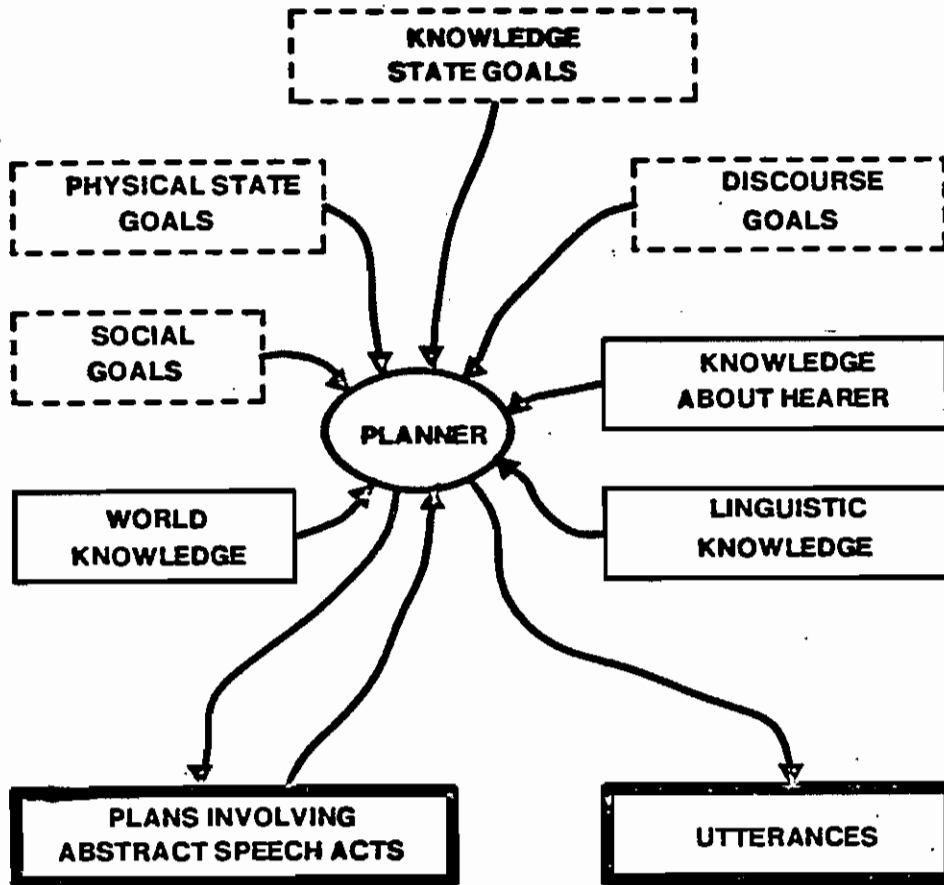 KNOWLEDGE
STATE GOALS
PHYSICAL STATE
GOALS
DISCOURSE
GOALS
SOCIAL
GOALS
KNOWLEDGE
ABOUT HEARER
PLANNER
WORLD
KNOWLEDGE
LINGUISTIC
KNOWLEDGE
PLANS INVOLVING
ABSTRACT SPEECH ACTS
UTTERANCES